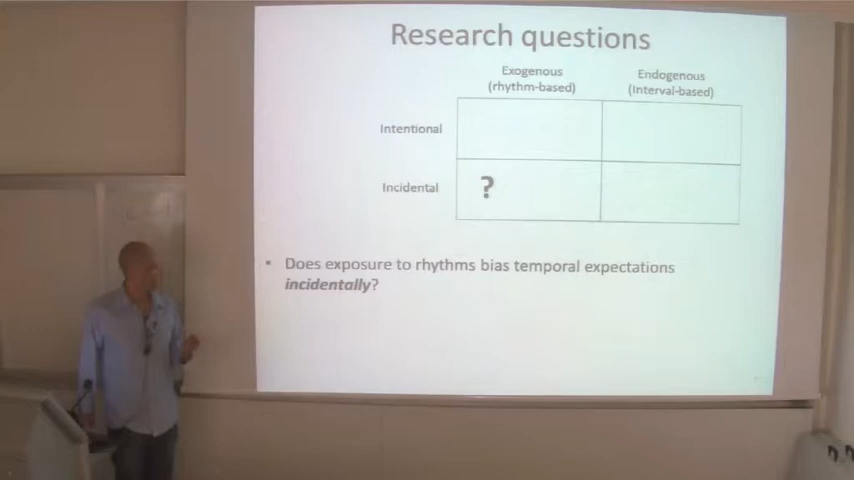 Research questions
Exogenous
(rhythm-based)
Endogenous
(Interval-based)
Intentional
Incidental
?
• Does exposure to rhythms bias temporal expectations
incidentally?